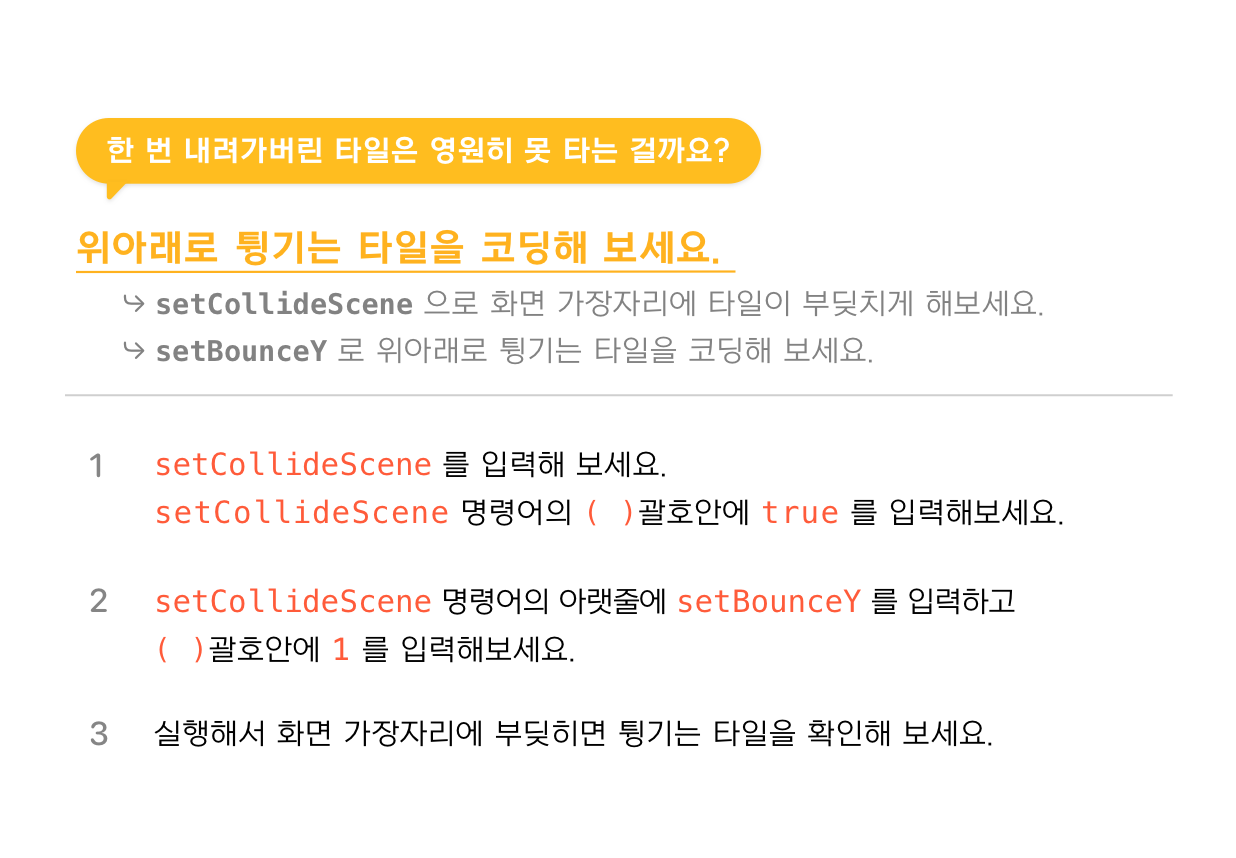 한 번 내려가버린 타일은 영원히 못 타는 걸까요?
위아래로 튕기는 타일을 코딩해 보세요.
↪ setCollideScene 으로 화면 가장자리에 타일이 부딪치게 해보세요.
↪ setBounceY 로 위아래로 튕기는 타일을 코딩해 보세요.
1 setCollideScene 를 입력해 보세요.
setCollideScene 명령어의 ( )괄호안에 true 를 입력해보세요.
2 setCollideScene 명령어의 아랫줄에 setBounceY 를 입력하고
( )괄호안에 1 를 입력해보세요.
3 실행해서 화면 가장자리에 부딪히면 튕기는 타일을 확인해 보세요.